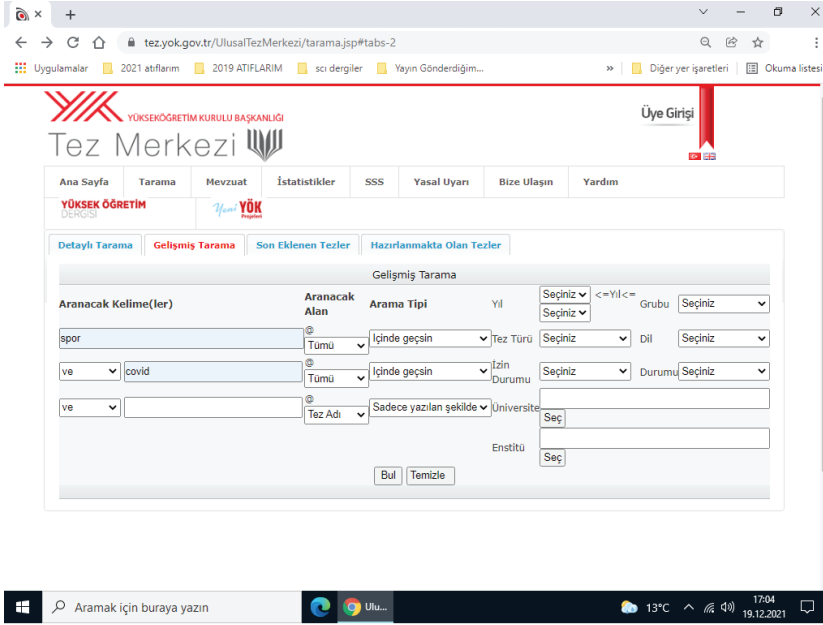 tez.yok.gov.tr/UlusalTezMerkezi/tarama.jsp#tabs-2
Uygulamalar 2021 atıflarım 2019 ATIFLARIM scı dergiler Yayın Gönderdiğim... » Diğer yer işaretleri Okuma listesi
YÜKSEKÖĞRETİM KURULU BAŞKANLIĞI
Tez Merkezi
Üye Girişi
Ana Sayfa Tarama Mevzuat İstatistikler SSS Yasal Uyarı Bize Ulaşın Yardım
YÜKSEK ÖĞRETİM
DERGİSİ
Yeni YÖK
Projeleri
Detaylı Tarama Gelişmiş Tarama Son Eklenen Tezler Hazırlanmakta Olan Tezler
Gelişmiş Tarama
Aranacak Kelime(ler) Aranacak Alan Arama Tipi Yıl Seçiniz <=Yıl<= Seçiniz Grubu Seçiniz
spor @ Tümü İçinde geçsin Tez Türü Seçiniz Dil Seçiniz
ve covid @ Tümü İçinde geçsin İzin Durumu Seçiniz Durumu Seçiniz
ve @ Tez Adı Sadece yazılan şekilde Üniversite Seç
Enstitü Seç
Bul Temizle
Aramak için buraya yazın Ulu... 13°C 17:04
19.12.2021